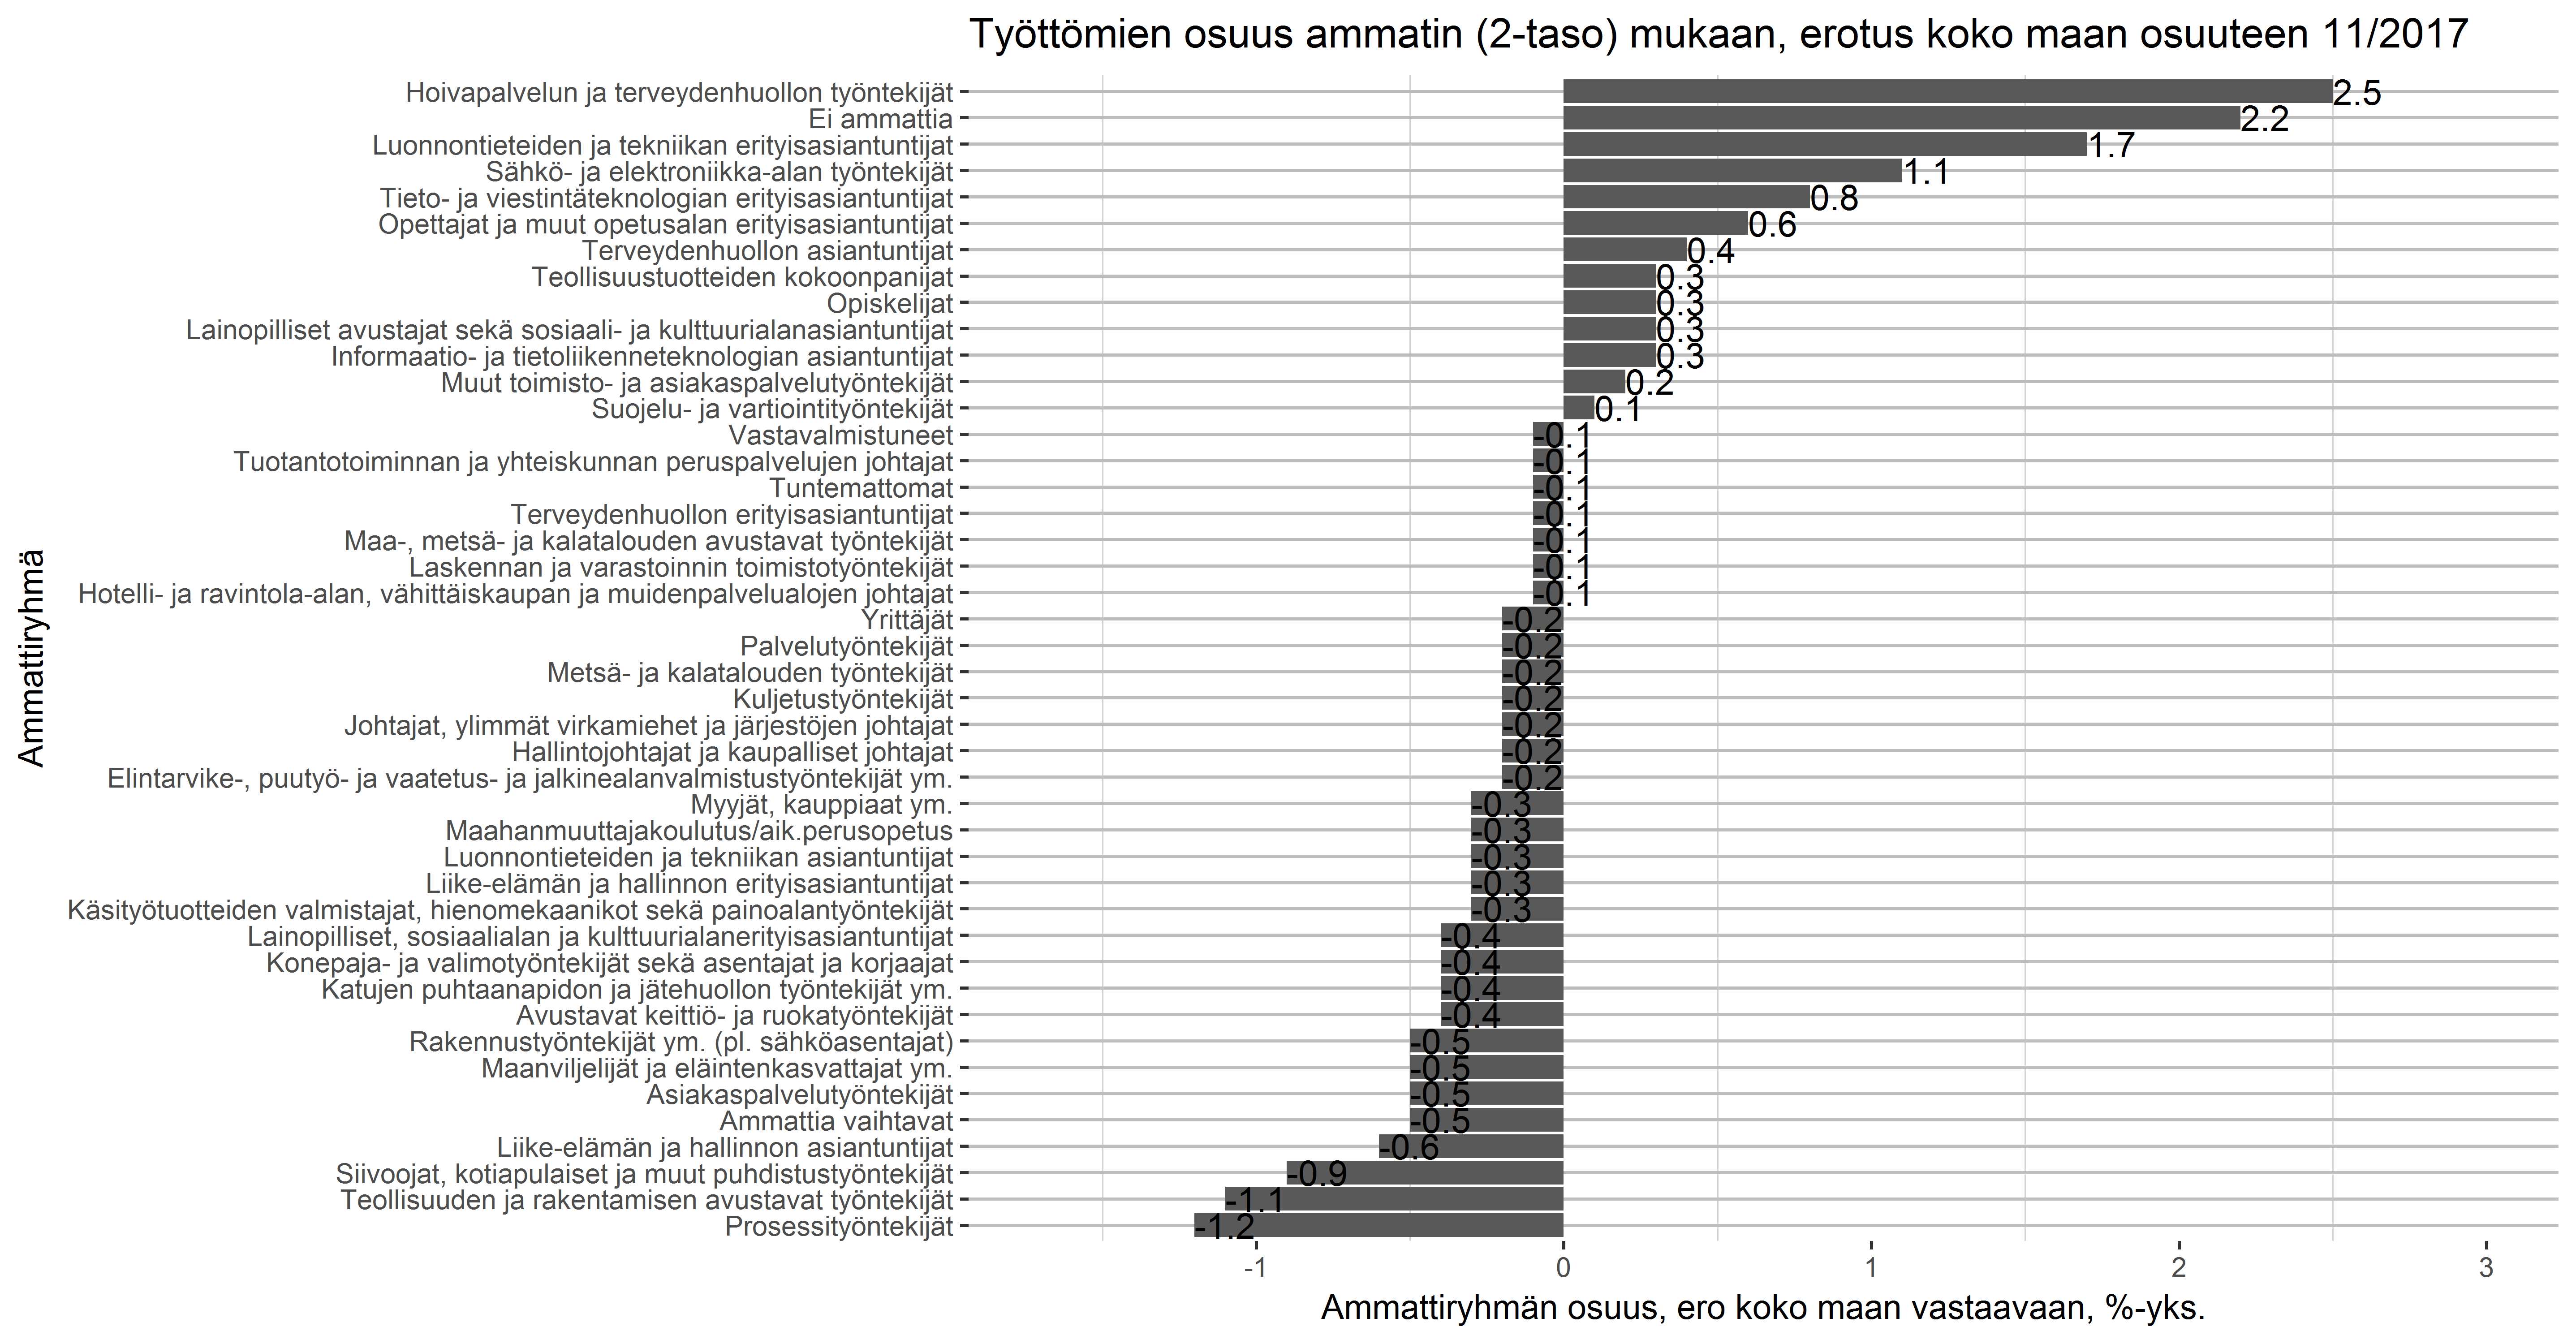 Työttömien osuus ammatin (2-taso) mukaan, erotus koko maan osuuteen 11/2017
Ammattiryhmä
Hoivapalvelun ja terveydenhuollon työntekijät 2.5
Ei ammattia 2.2
Luonnontieteiden ja tekniikan erityisasiantuntijat 1.7
Sähkö- ja elektroniikka-alan työntekijät 1.1
Tieto- ja viestintäteknologian erityisasiantuntijat 0.8
Opettajat ja muut opetusalan erityisasiantuntijat 0.6
Terveydenhuollon asiantuntijat 0.4
Teollisuustuotteiden kokoonpanijat 0.3
Opiskelijat 0.3
Lainopilliset avustajat sekä sosiaali- ja kulttuurialanasiantuntijat 0.3
Informaatio- ja tietoliikenneteknologian asiantuntijat 0.3
Muut toimisto- ja asiakaspalvelutyöntekijät 0.2
Suojelu- ja vartiointityöntekijät 0.1
Vastavalmistuneet -0.1
Tuotantotoiminnan ja yhteiskunnan peruspalvelujen johtajat -0.1
Tuntemattomat -0.1
Terveydenhuollon erityisasiantuntijat -0.1
Maa-, metsä- ja kalatalouden avustavat työntekijät -0.1
Laskennan ja varastoinnin toimistotyöntekijät -0.1
Hotelli- ja ravintola-alan, vähittäiskaupan ja muidenpalvelualojen johtajat -0.1
Yrittäjät -0.2
Palvelutyöntekijät -0.2
Metsä- ja kalatalouden työntekijät -0.2
Kuljetustyöntekijät -0.2
Johtajat, ylimmät virkamiehet ja järjestöjen johtajat -0.2
Hallintojohtajat ja kaupalliset johtajat -0.2
Elintarvike-, puutyö- ja vaatetus- ja jalkinealanvalmistustyöntekijät ym. -0.2
Myyjät, kauppiaat ym. -0.3
Maahanmuuttajakoulutus/aik.perusopetus -0.3
Luonnontieteiden ja tekniikan asiantuntijat -0.3
Liike-elämän ja hallinnon erityisasiantuntijat -0.3
Käsityötuotteiden valmistajat, hienomekaanikot sekä painoalantyöntekijät -0.3
Lainopilliset, sosiaalialan ja kulttuurialanerityisasiantuntijat -0.4
Konepaja- ja valimotyöntekijät sekä asentajat ja korjaajat -0.4
Katujen puhtaanapidon ja jätehuollon työntekijät ym. -0.4
Avustavat keittiö- ja ruokatyöntekijät -0.4
Rakennustyöntekijät ym. (pl. sähköasentajat) -0.5
Maanviljelijät ja eläintenkasvattajat ym. -0.5
Asiakaspalvelutyöntekijät -0.5
Ammattia vaihtavat -0.5
Liike-elämän ja hallinnon asiantuntijat -0.6
Siivoojat, kotiapulaiset ja muut puhdistustyöntekijät -0.9
Teollisuuden ja rakentamisen avustavat työntekijät -1.1
Prosessityöntekijät -1.2
-1 0 1 2 3
Ammattiryhmän osuus, ero koko maan vastaavaan, %-yks.